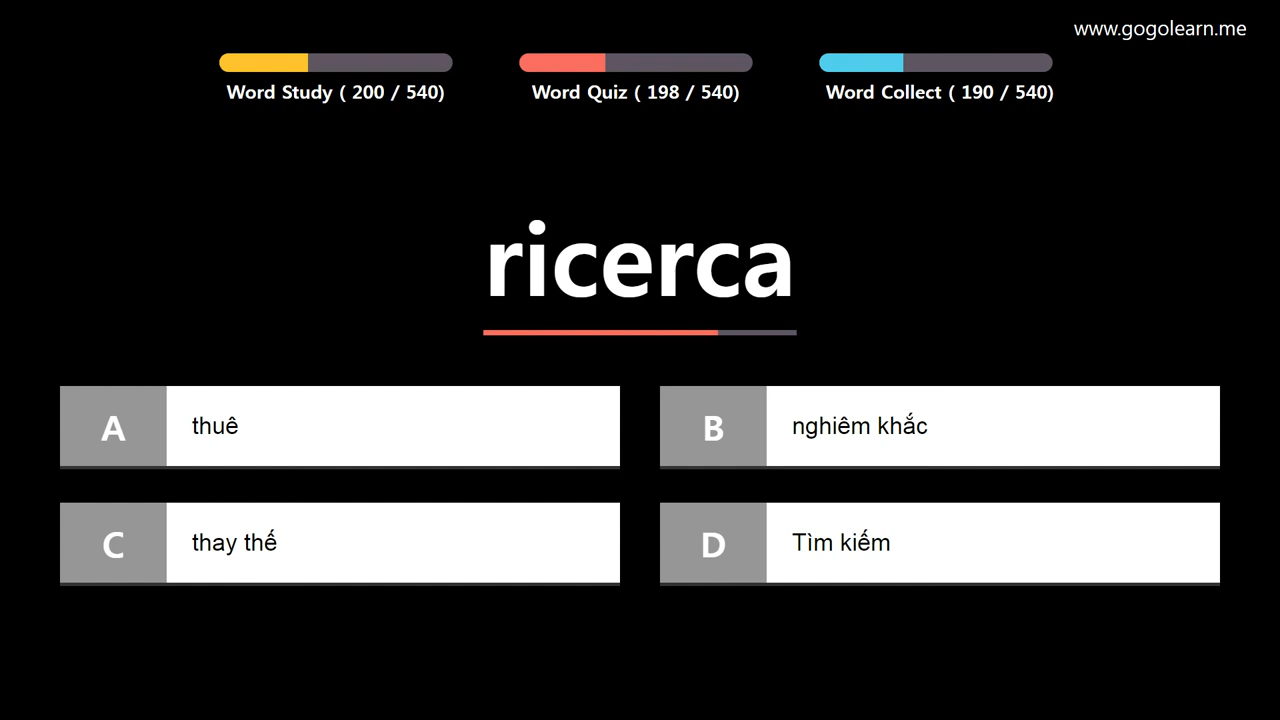 www.gogolearn.me
Word Study ( 200 / 540)
Word Quiz ( 198 / 540)
Word Collect ( 190 / 540)
ricerca
A
thuê
B
nghiêm khắc
C
thay thế
D
Tìm kiếm